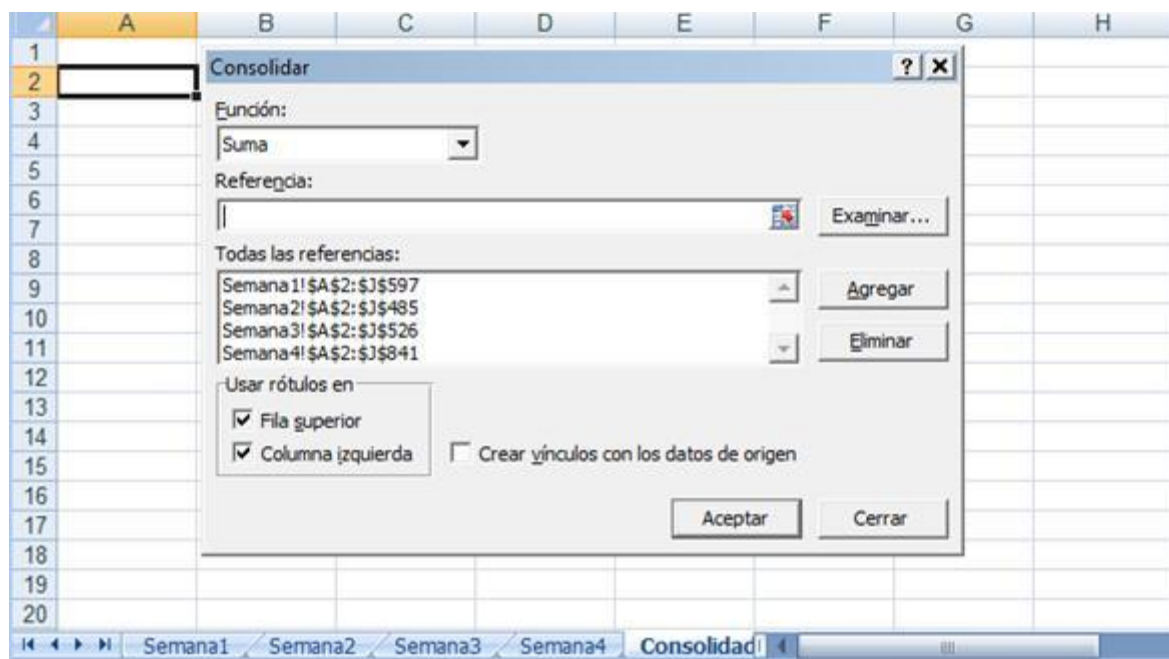 A B C D E F G H
1
2
3
4
5
6
7
8
9
10
11
12
13
14
15
16
17
18
19
20
Consolidar ? X
Función:
Suma
Referencia:
Examinar...
Todas las referencias:
Semana1!$A$2:$J$597
Semana2!$A$2:$J$485
Semana3!$A$2:$J$526
Semana4!$A$2:$J$841
Agregar
Eliminar
Usar rótulos en
Fila superior
Columna izquierda
Crear vínculos con los datos de origen
Aceptar Cerrar
Semana1 Semana2 Semana3 Semana4 Consolidad